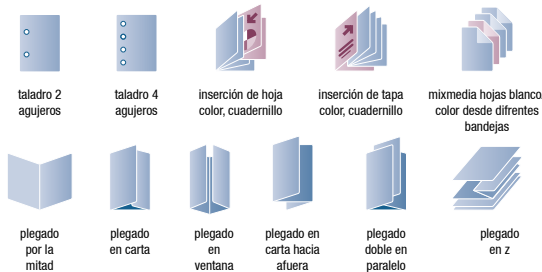 taladro 2
agujeros
taladro 4
agujeros
inserción de hoja
color, cuadernillo
inserción de tapa
color, cuadernillo
mixmedia hojas blanco
color desde difrentes
bandejas
plegado
por la
mitad
plegado
en carta
plegado
en
ventana
plegado en
carta hacia
afuera
plegado
doble en
paralelo
plegado
en z